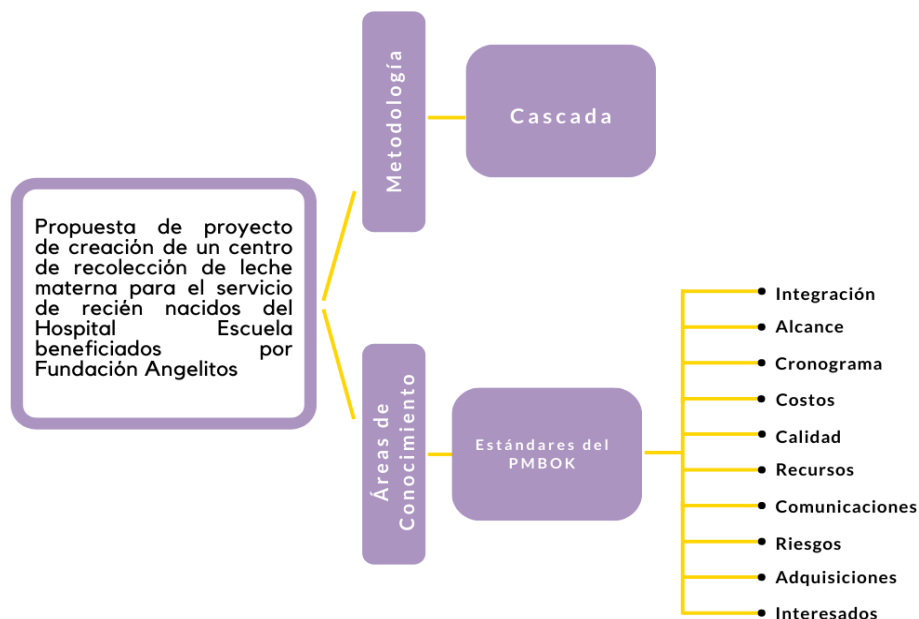 Propuesta de proyecto
de creación de un centro
de recolección de leche
materna para el servicio
de recién nacidos del
Hospital Escuela
beneficiados por
Fundación Angelitos
Metodología
Cascada
Áreas de
Conocimiento
Estándares del
PMBOK
Integración
Alcance
Cronograma
Costos
Calidad
Recursos
Comunicaciones
Riesgos
Adquisiciones
Interesados